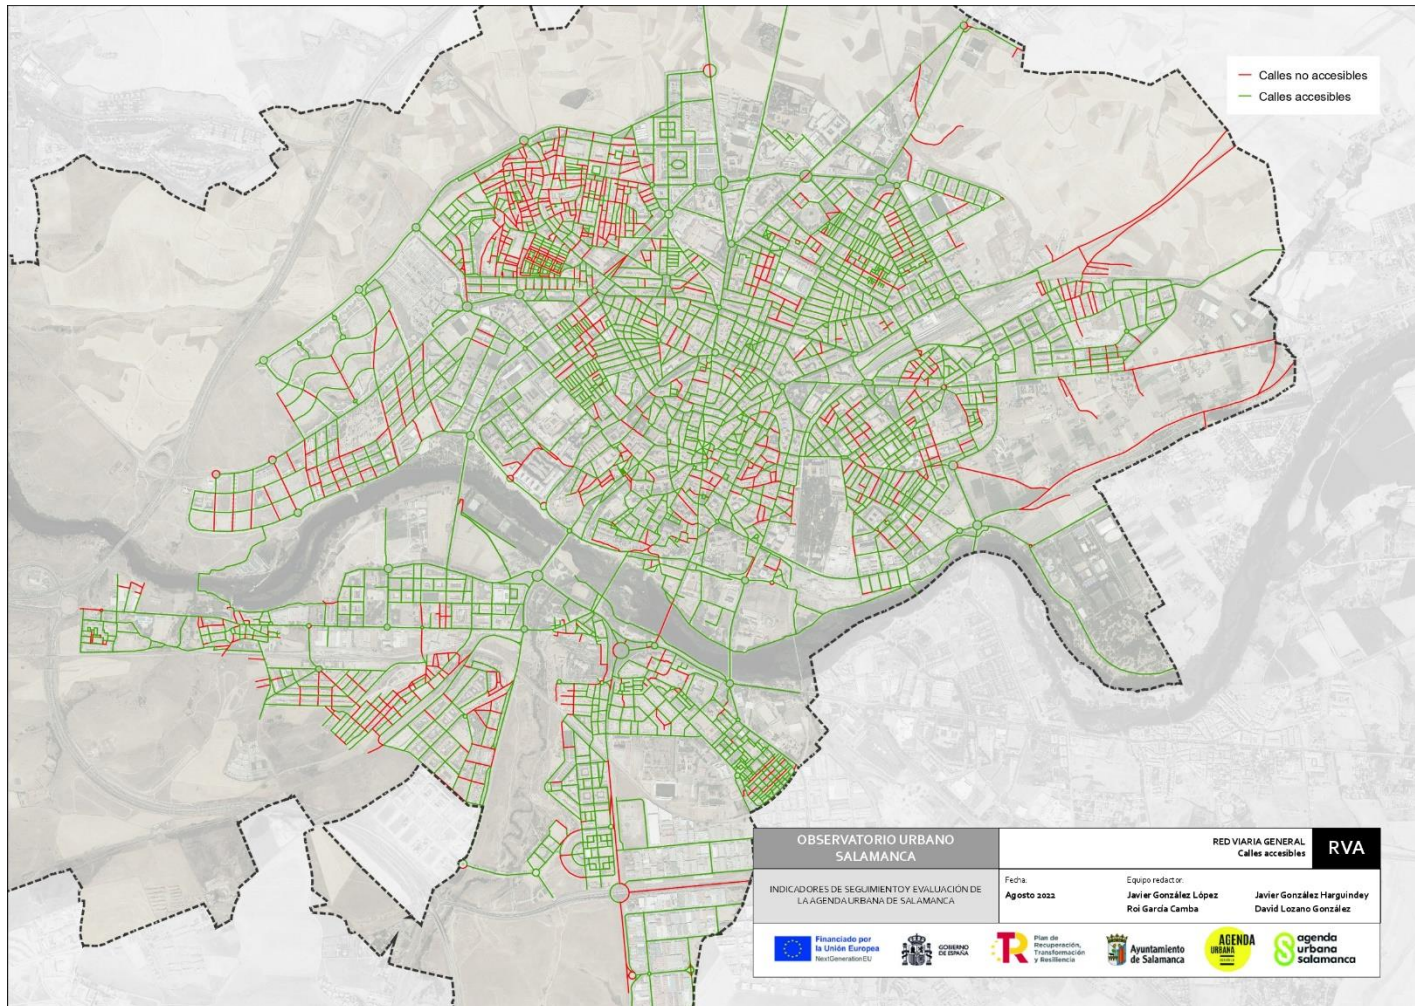 Calles no accesibles
Calles accesibles
OBSERVATORIO URBANO
SALAMANCA
RED VIARIA GENERAL
Calles accesibles
RVA
INDICADORES DE SEGUIMIENTO Y EVALUACIÓN DE
LA AGENDA URBANA DE SALAMANCA
Fecha:
Agosto 2022
Equipo redactor:
Javier González López
Javier González Harguindey
Roi García Camba
David Lozano González
Financiado por
la Unión Europea
NextGenerationEU
GOBIERNO
DE ESPAÑA
TR
Plan de
Recuperación,
Transformación
y Resiliencia
Ayuntamiento
de Salamanca
AGENDA
URBANA
agenda
urbana
salamanca